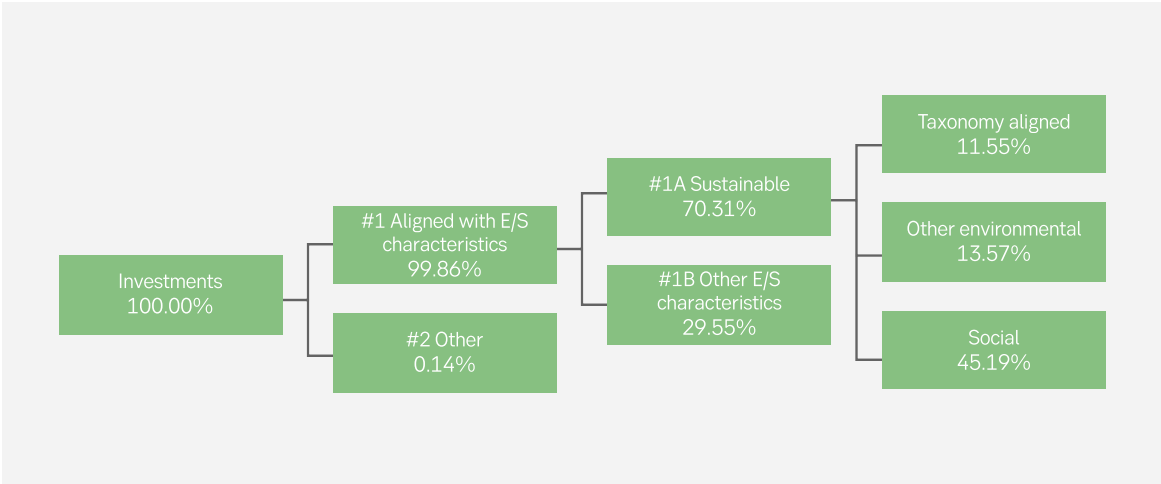 Investments
100.00%
#1 Aligned with E/S
characteristics
99.86%
#2 Other
0.14%
#1A Sustainable
70.31%
#1B Other E/S
characteristics
29.55%
Taxonomy aligned
11.55%
Other environmental
13.57%
Social
45.19%